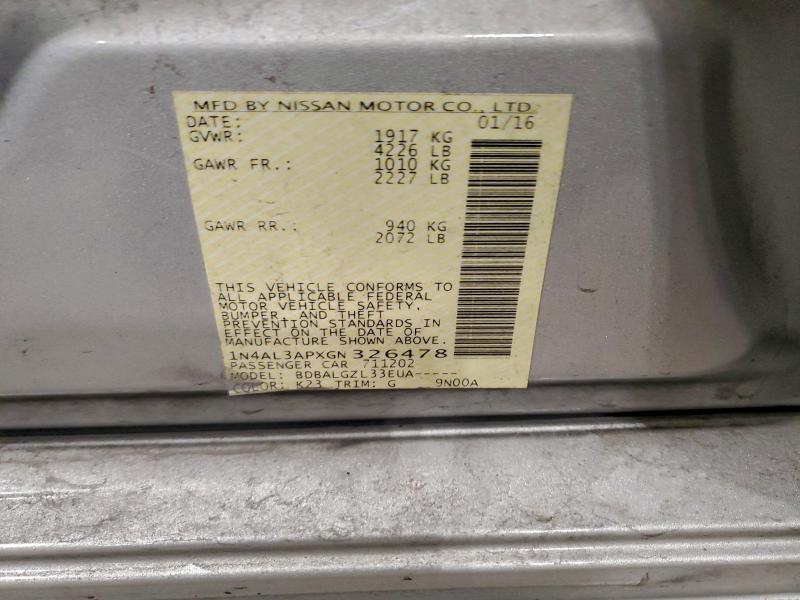 MFD BY NISSAN MOTOR CO., LTD.
DATE: 01/16
GVWR: 1917 KG
4226 LB
GAWR FR.: 1010 KG
2227 LB
GAWR RR.: 940 KG
2072 LB
THIS VEHICLE CONFORMS TO
ALL APPLICABLE FEDERAL
MOTOR VEHICLE SAFETY,
BUMPER, AND THEFT
PREVENTION STANDARDS IN
EFFECT ON THE DATE OF
MANUFACTURE SHOWN ABOVE.
1N4AL3APXGN326478
PASSENGER CAR 711202
MODEL: BDBALGZL33EUA-----
COLOR: K23 TRIM: G 9N00A